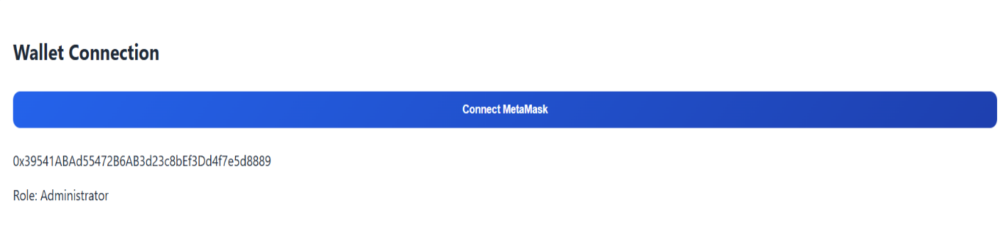 Wallet Connection
Connect MetaMask
0x39541ABAd55472B6AB3d23c8bEf3Dd4f7e5d8889
Role: Administrator